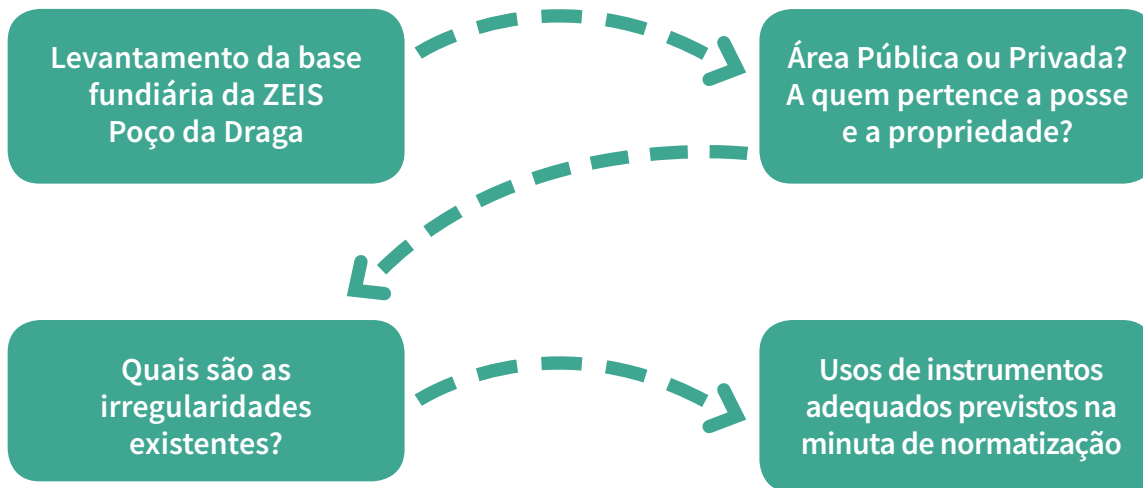 Levantamento da base
fundiária da ZEIS
Poço da Draga
Área Pública ou Privada?
A quem pertence a posse
e a propriedade?
Quais são as
irregularidades
existentes?
Usos de instrumentos
adequados previstos na
minuta de normatização